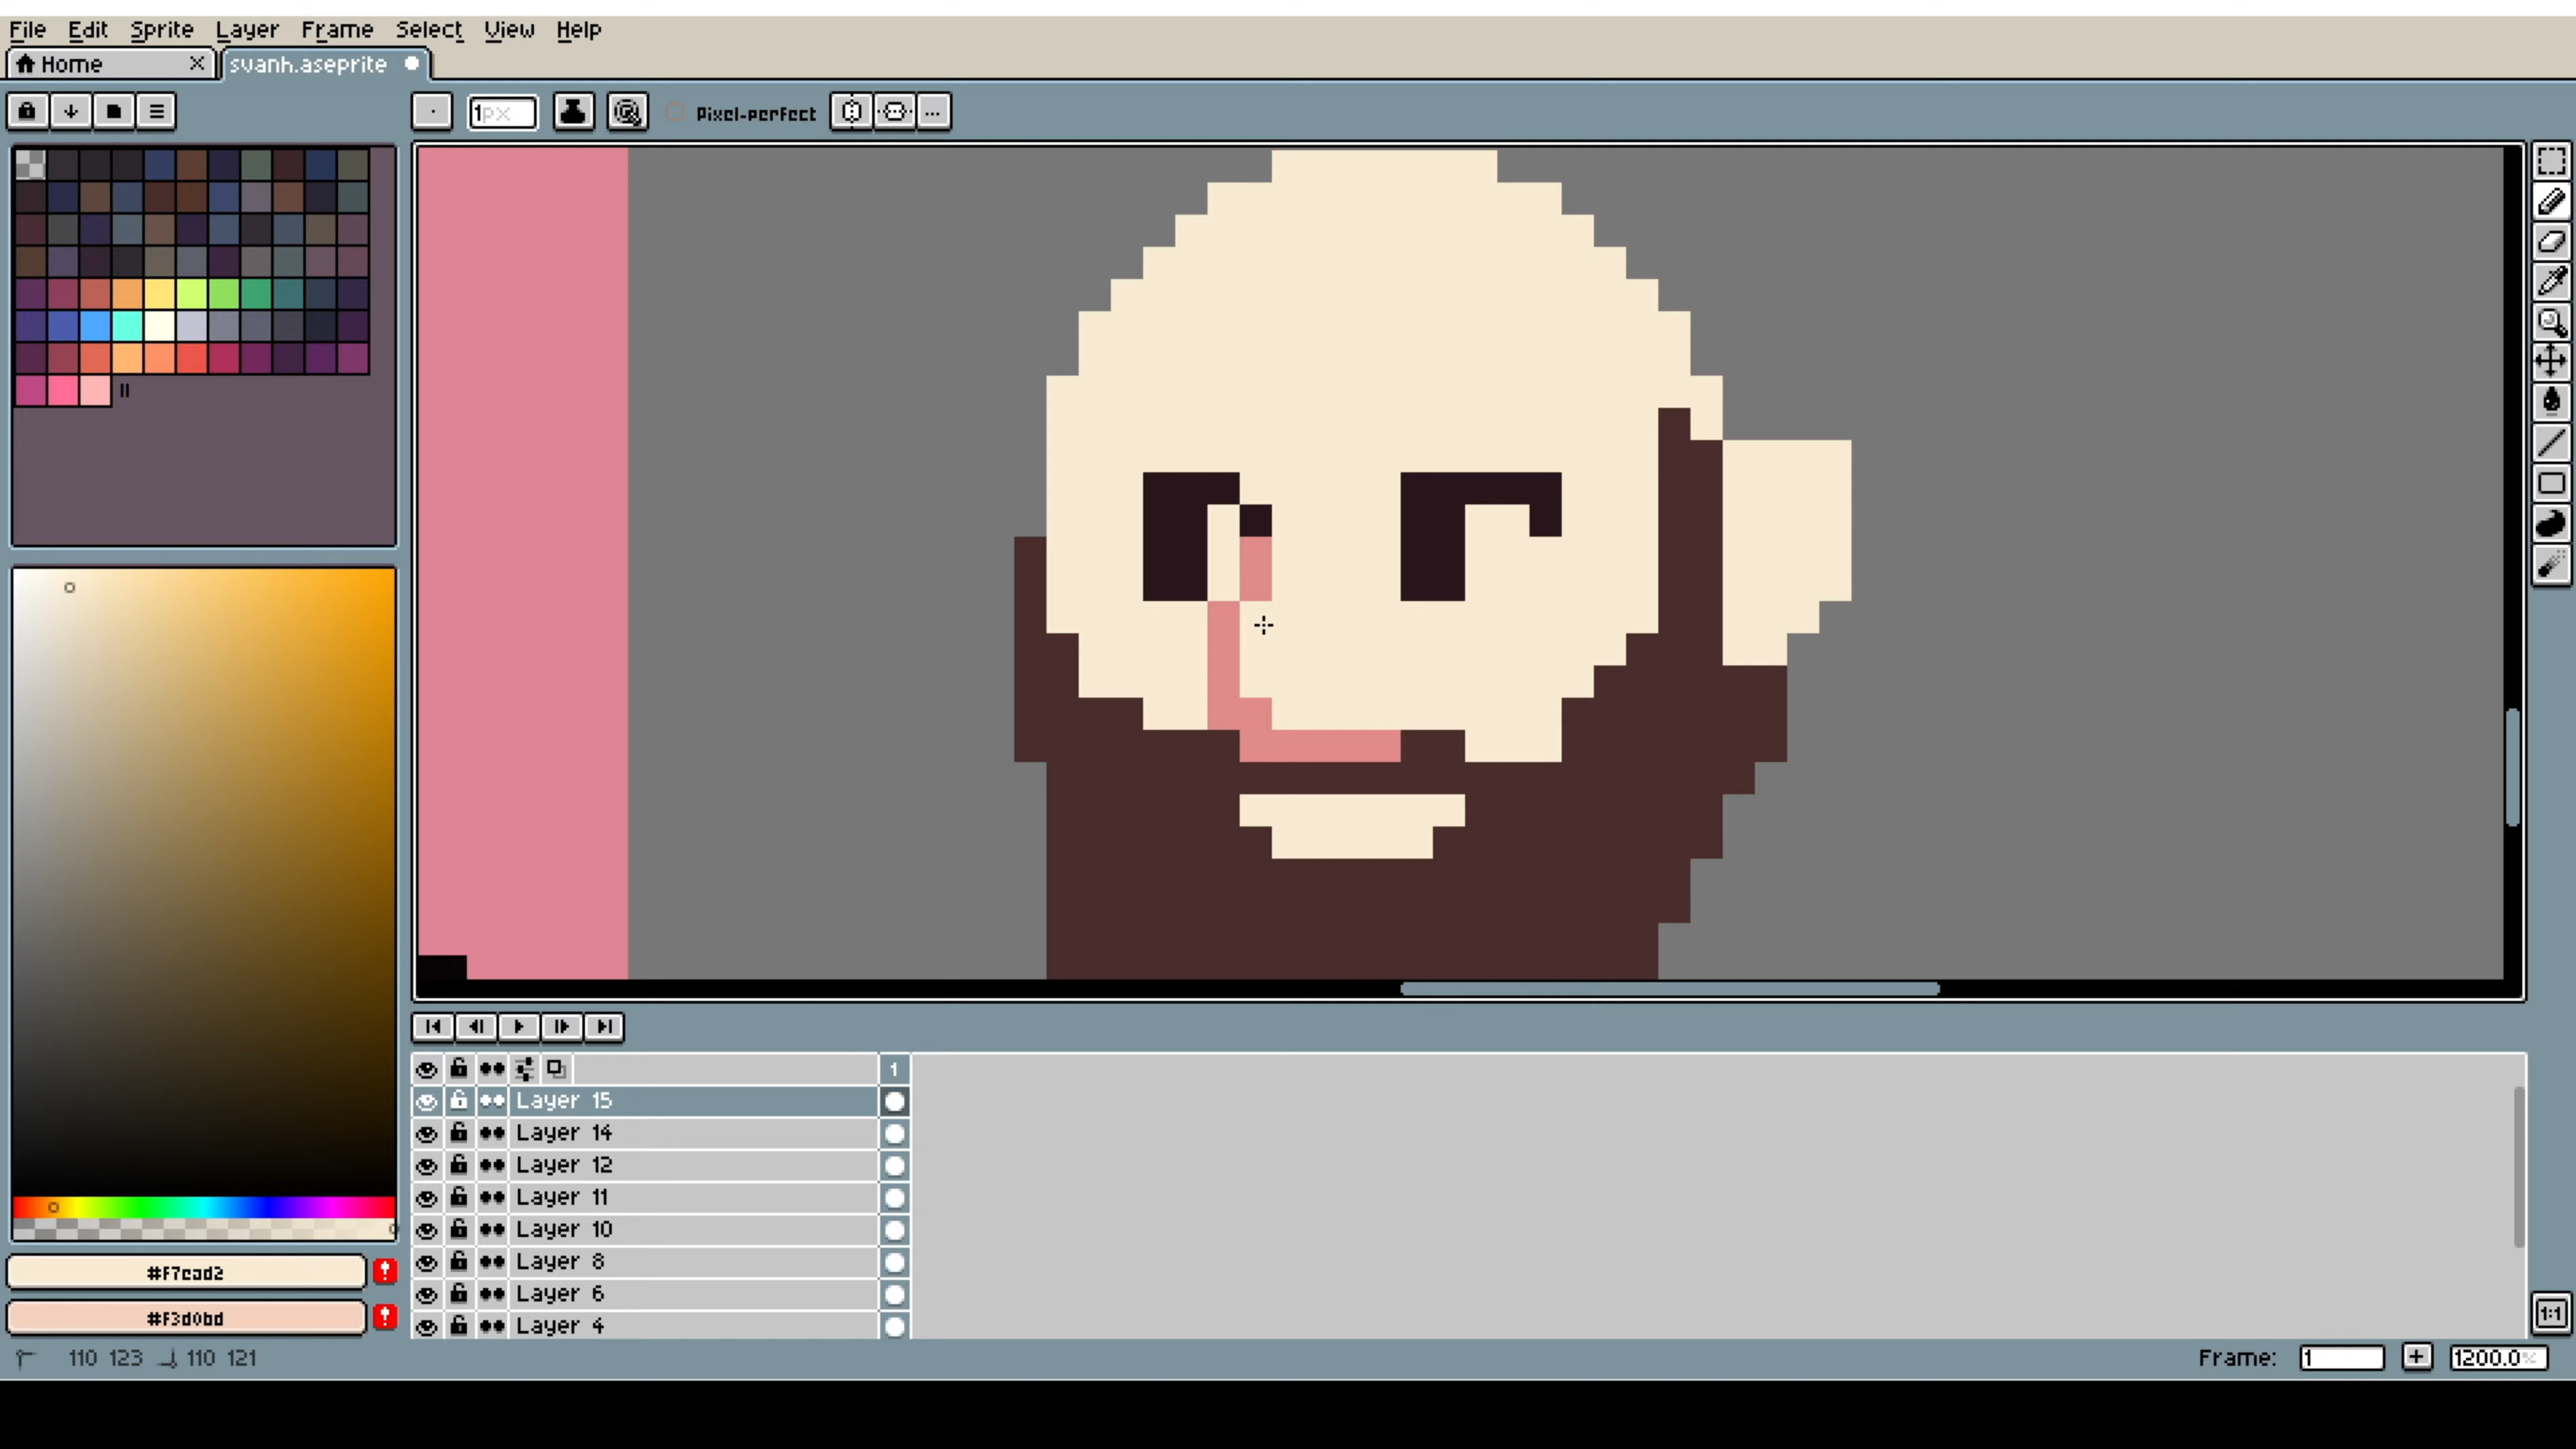 File Edit Sprite Layer Frame Select View Help
Home svanh.aseprite
1px Pixel-perfect
1
Layer 15
Layer 14
Layer 12
Layer 11
Layer 10
Layer 8
Layer 6
Layer 4
#F7ead2
#F3d0bd
1:1
110 123 110 121
Frame: 1 1200.0%